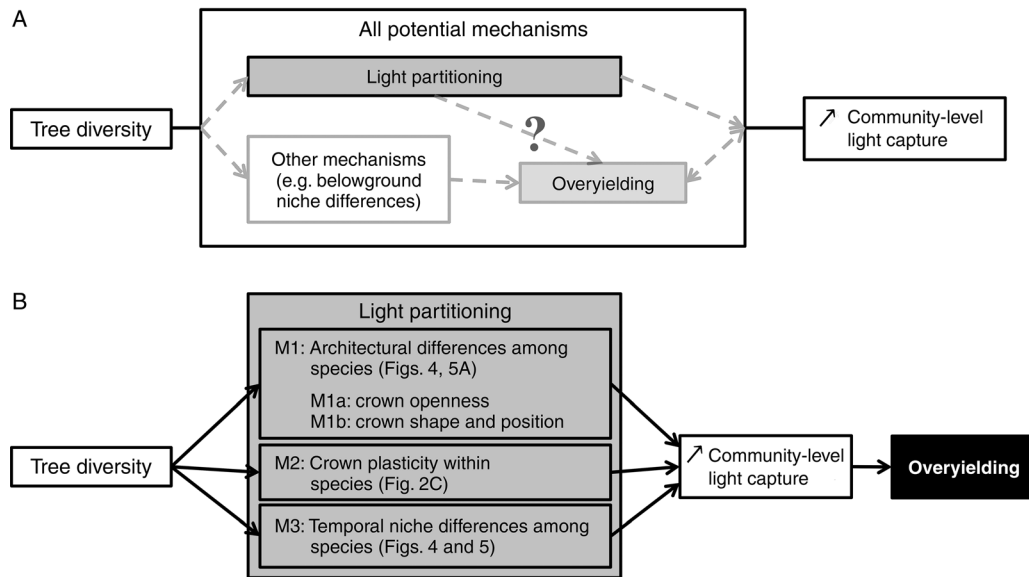 A
All potential mechanisms
Light partitioning
Tree diversity
?
Other mechanisms
(e.g. belowground
niche differences)
Overyielding
↗ Community-level
light capture
B
Light partitioning
M1: Architectural differences among
species (Figs. 4, 5A)
M1a: crown openness
M1b: crown shape and position
Tree diversity
M2: Crown plasticity within
species (Fig. 2C)
M3: Temporal niche differences among
species (Figs. 4 and 5)
↗ Community-level
light capture
Overyielding